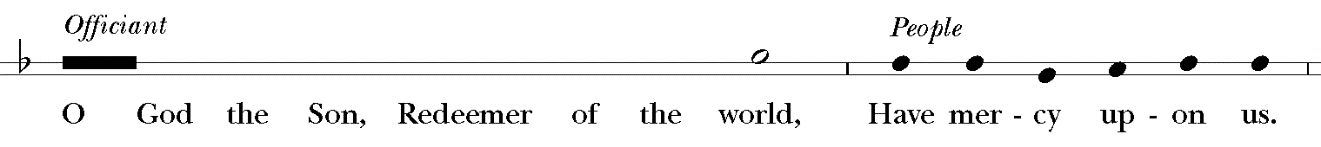 Officiant People
O God the Son, Redeemer of the world, Have mer - cy up - on us.